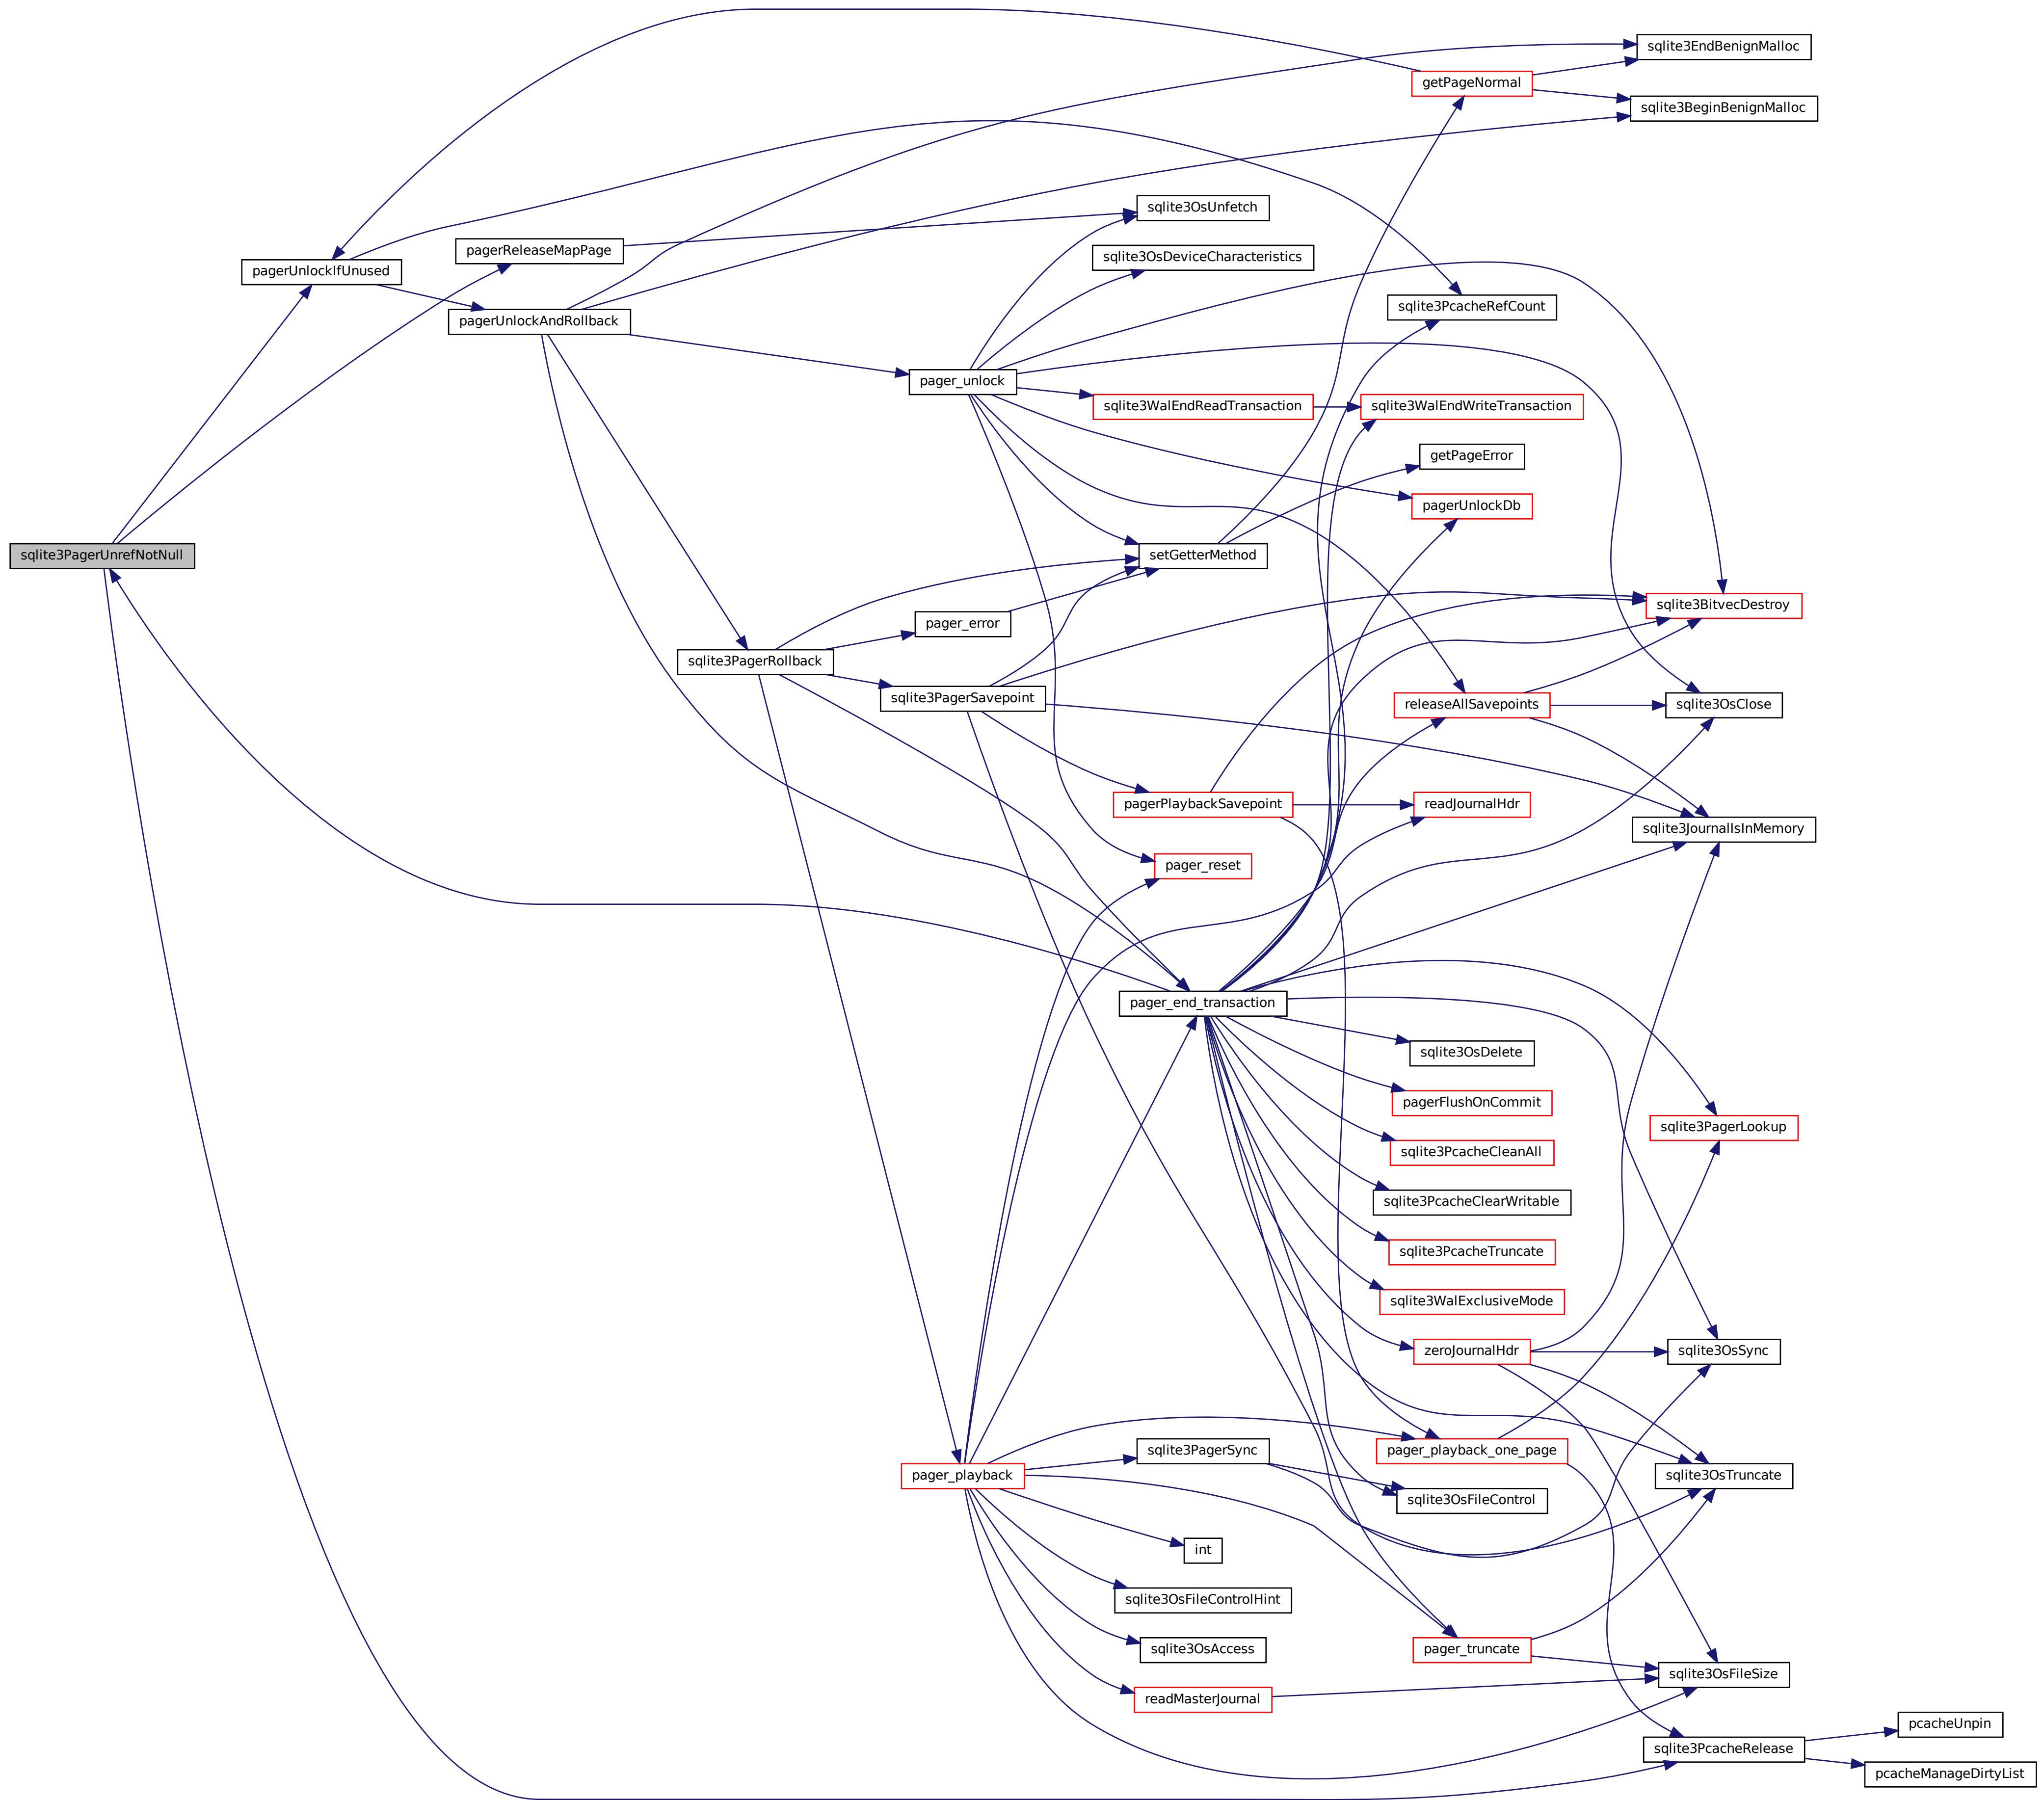 sqlite3EndBenignMalloc
getPageNormal
sqlite3BeginBenignMalloc
sqlite3OsUnfetch
pagerReleaseMapPage
sqlite3OsDeviceCharacteristics
pagerUnlockIfUnused
sqlite3PcacheRefCount
pagerUnlockAndRollback
pager_unlock
sqlite3WalEndReadTransaction
sqlite3WalEndWriteTransaction
getPageError
pagerUnlockDb
sqlite3PagerUnrefNotNull
setGetterMethod
sqlite3BitvecDestroy
pager_error
sqlite3PagerRollback
sqlite3PagerSavepoint
releaseAllSavepoints
sqlite3OsClose
pagerPlaybackSavepoint
readJournalHdr
sqlite3JournalIsInMemory
pager_reset
pager_end_transaction
sqlite3OsDelete
pagerFlushOnCommit
sqlite3PagerLookup
sqlite3PcacheCleanAll
sqlite3PcacheClearWritable
sqlite3PcacheTruncate
sqlite3WalExclusiveMode
zeroJournalHdr
sqlite3OsSync
sqlite3PagerSync
pager_playback_one_page
pager_playback
sqlite3OsTruncate
sqlite3OsFileControl
int
sqlite3OsFileControlHint
sqlite3OsAccess
pager_truncate
sqlite3OsFileSize
readMasterJournal
pcacheUnpin
sqlite3PcacheRelease
pcacheManageDirtyList